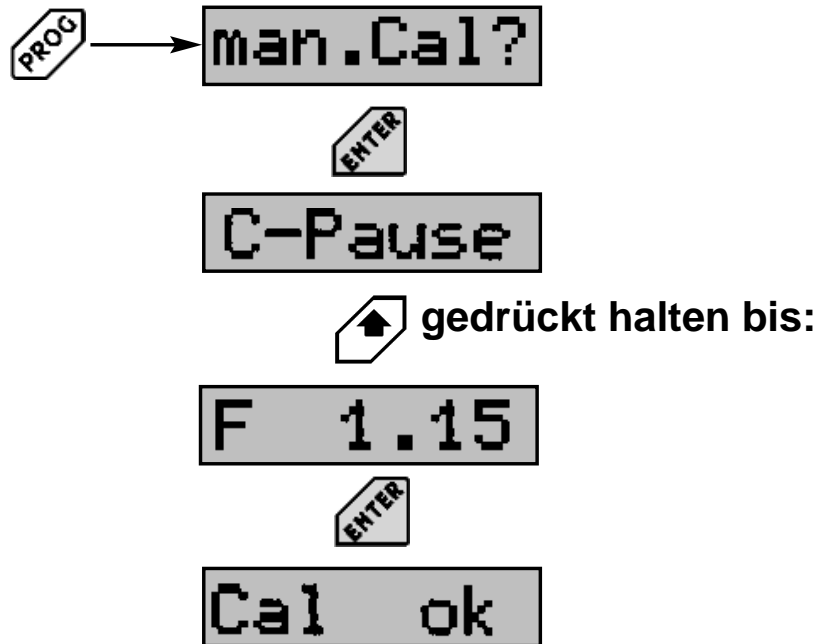 PROG
man.Cal?
ENTER
C-Pause
gedrückt halten bis:
F 1.15
ENTER
Cal ok